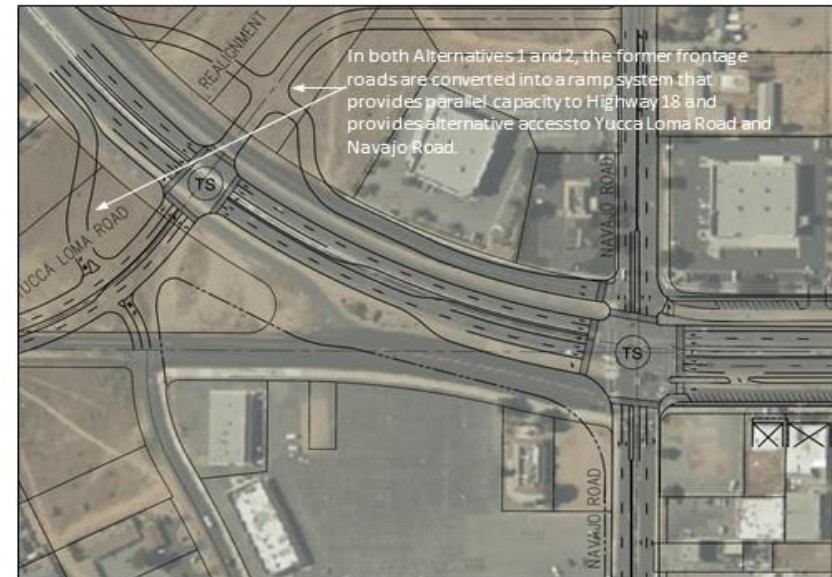 REALIGNMENT
In both Alternatives 1 and 2, the former frontage
roads are converted into a ramp system that
provides parallel capacity to Highway 18 and
provides alternative access to Yucca Loma Road and
Navajo Road.
TS
NAVAJO ROAD
YUCCA LOMA ROAD
TS
NAVAJO ROAD